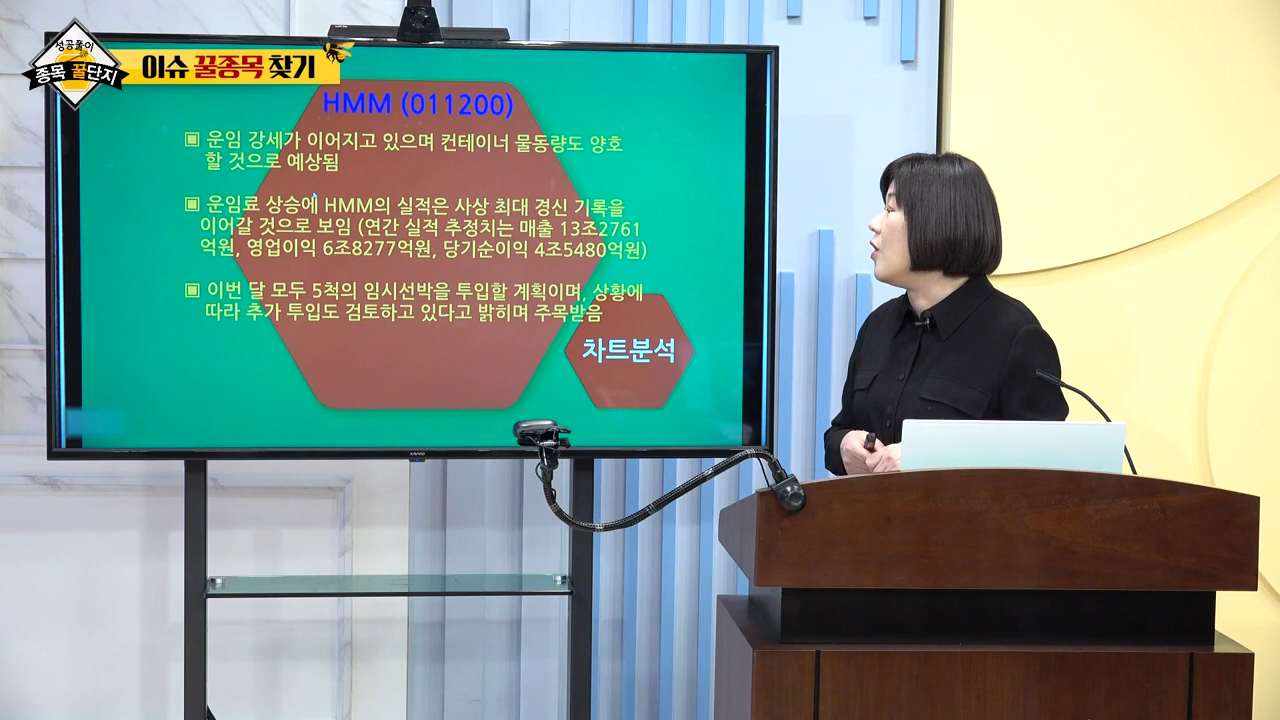 성공풀이
종목 꿀단지
이슈 꿀종목 찾기
HMM (011200)
▣ 운임 강세가 이어지고 있으며 컨테이너 물동량도 양호
할 것으로 예상됨
▣ 운임료 상승에 HMM의 실적은 사상 최대 경신 기록을
이어갈 것으로 보임 (연간 실적 추정치는 매출 13조2761
억원, 영업이익 6조8277억원, 당기순이익 4조5480억원)
▣ 이번 달 모두 5척의 임시선박을 투입할 계획이며, 상황에
따라 추가 투입도 검토하고 있다고 밝히며 주목받음
차트분석